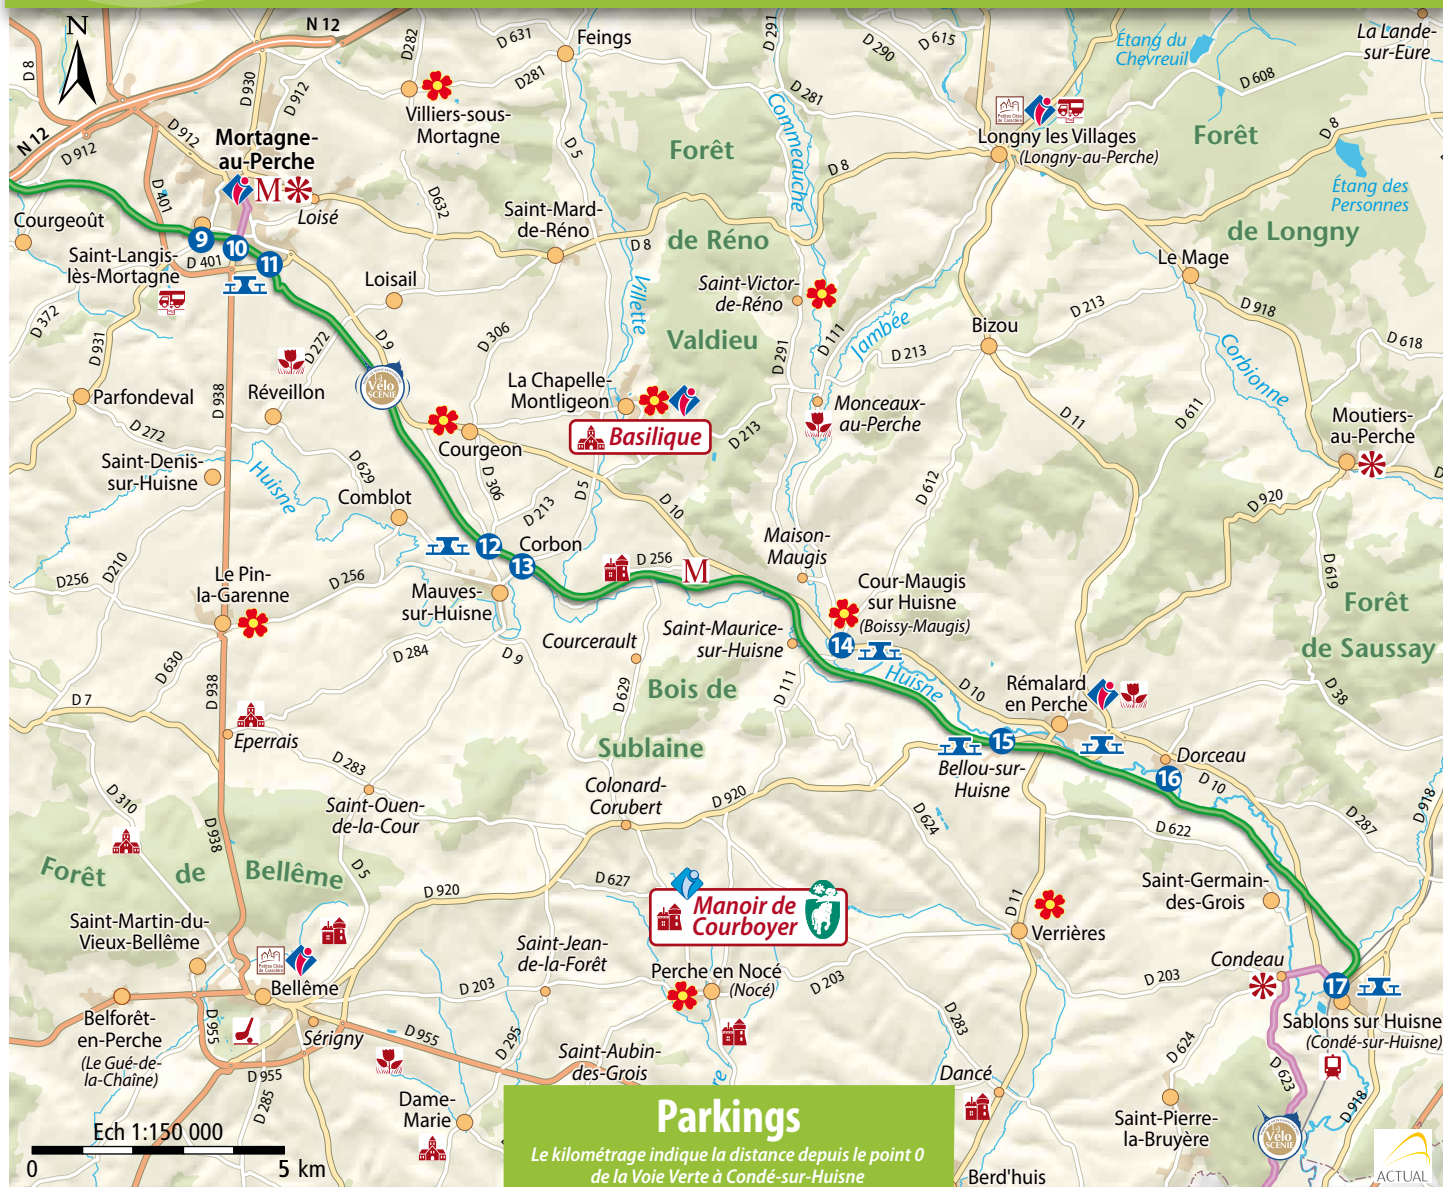 N
N 12
D282
D 631
Feings
D 291
D 290
D 615
Étang du
Chevreuil
La Lande-
sur-Eure
D 8
D 930
D 912
D281
D 281
D 608
Villiers-sous-
Mortagne
Commeauche
Longny les Villages
(Longny-au-Perche)
Forêt
D 8
N 12
D 912
D 912
Mortagne-
au-Perche
D 5
Forêt
D 8
Étang des
Personnes
M
D 401
Loisé
D632
Saint-Mard-
de-Réno
Courgeoût
9
10
11
D 8
de Réno
de Longny
Saint-Langis-
lès-Mortagne
D 401
Loisail
Villette
Saint-Victor-
de-Réno
Le Mage
D 372
D 931
D 272
D 9
D 306
Valdieu
D 291
D 111
Jambée
D 213
Bizou
D 213
D 918
D 618
Corbionne
La
Vélo
SCÉNIE
Parfondeval
D 938
Réveillon
La Chapelle-
Montligeon
Basilique
D 213
Monceaux-
au-Perche
D 11
D 611
Moutiers-
au-Perche
D 272
Courgeon
Saint-Denis-
sur-Huisne
Huisne
D 629
D 306
D 5
D 213
D 10
D 612
D 920
Comblot
12
Corbon
13
Maison-
Maugis
D256
D210
Le Pin-
la-Garenne
D 256
D 256
M
D 619
Mauves-
sur-Huisne
Cour-Maugis
sur Huisne
(Boissy-Maugis)
Forêt
de Saussay
Courcerault
Saint-Maurice-
sur-Huisne
14
D 630
D 938
D 284
D 9
D 629
Bois de
Sublaine
D 111
Huisne
D 10
Rémalard
en Perche
D 38
D 7
Eperrais
15
Bellou-sur-
Huisne
Dorceau
16
D 10
D 283
Saint-Ouen-
de-la-Cour
Colonard-
Corubert
D 920
D 624
D 622
D 287
D 918
D 310
D 938
D 5
Forêt
de
Bellême
D 920
D 627
Manoir de
Courboyer
D 11
Verrières
Saint-Germain-
des-Grois
Saint-Martin-du-
Vieux-Bellême
Saint-Jean-
de-la-Forêt
Bellême
D 203
Perche en Nocé
(Nocé)
D 203
D 203
Condeau
17
Belforêt-
en-Perche
(Le Gué-de-
la-Chaîne)
D 955
Sérigny
D 955
D 295
D 283
Sablons sur Huisne
(Condé-sur-Huisne)
D 955
D 285
Saint-Aubin-
des-Grois
re
Dancé
D 624
D 623
D 918
Dame-
Marie
Saint-Pierre-
la-Bruyère
La
Vélo
SCÉNIE
Ech 1:150 000
0
5 km
Parkings
Le kilométrage indique la distance depuis le point 0
de la Voie Verte à Condé-sur-Huisne
Berd'huis
ACTUAL